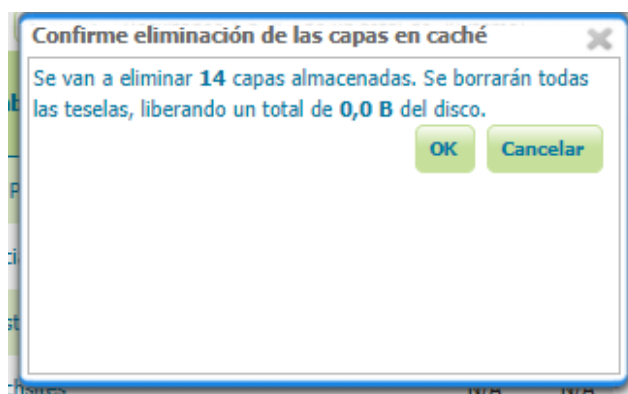 Confirme eliminación de las capas en caché
Se van a eliminar 14 capas almacenadas. Se borrarán todas
las teselas, liberando un total de 0,0 B del disco.
OK Cancelar
N/A N/A